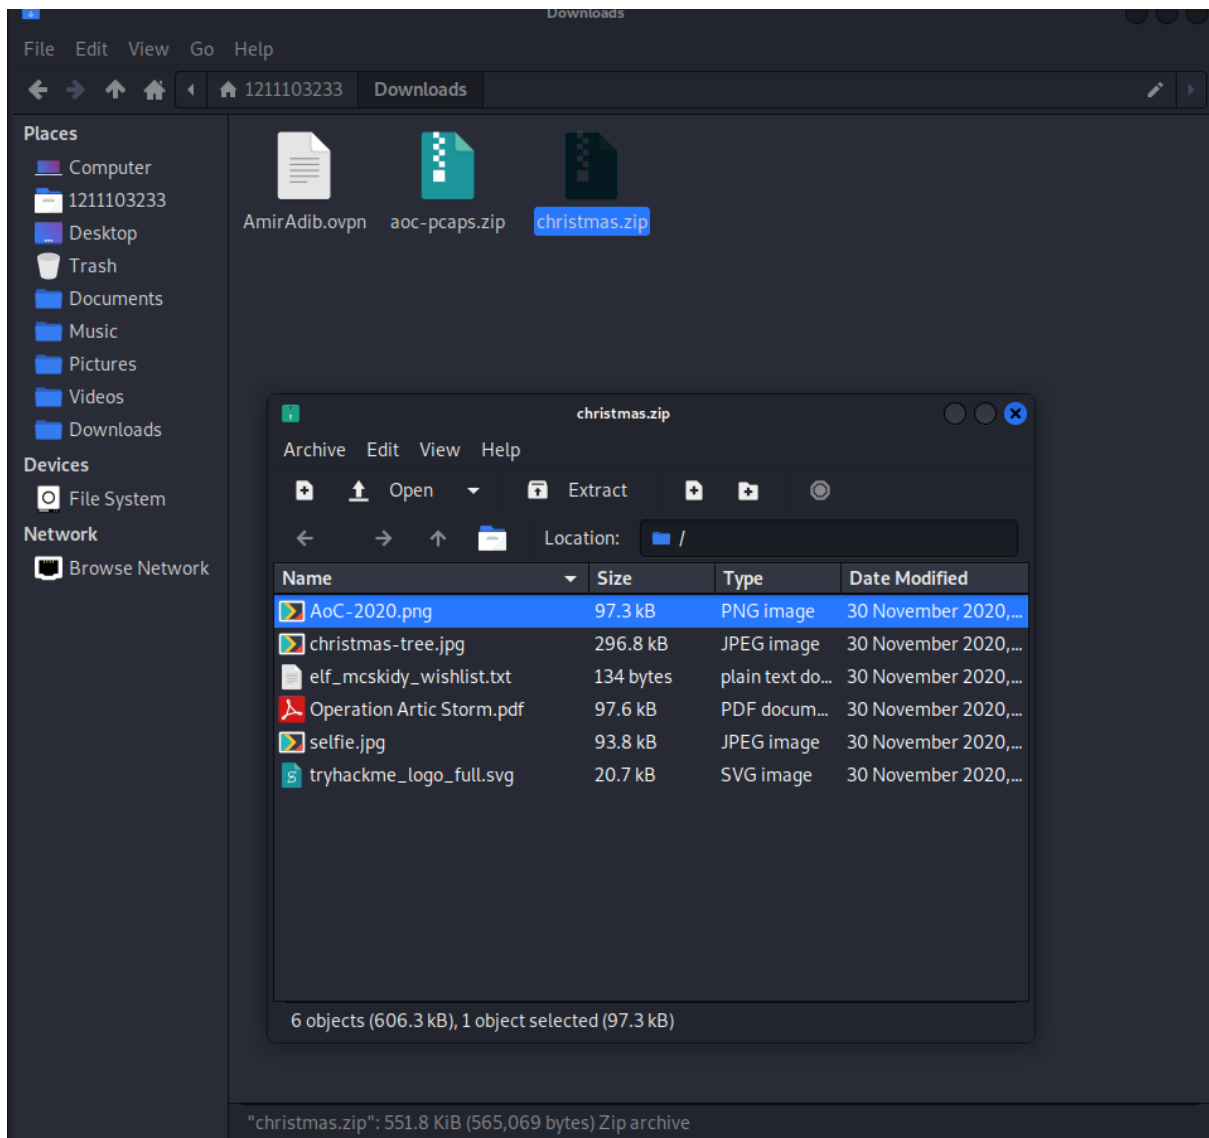 Downloads
File Edit View Go Help
1211103233 Downloads
Places
Computer
1211103233
Desktop
Trash
Documents
Music
Pictures
Videos
Downloads
Devices
File System
Network
Browse Network
AmirAdib.ovpn aoc-pcaps.zip christmas.zip
christmas.zip
Archive Edit View Help
Open Extract
Location: /
Name Size Type Date Modified
AoC-2020.png 97.3 kB PNG image 30 November 2020,...
christmas-tree.jpg 296.8 kB JPEG image 30 November 2020,...
elf_mcskidy_wishlist.txt 134 bytes plain text do... 30 November 2020,...
Operation Artic Storm.pdf 97.6 kB PDF docum... 30 November 2020,...
selfie.jpg 93.8 kB JPEG image 30 November 2020,...
tryhackme_logo_full.svg 20.7 kB SVG image 30 November 2020,...
6 objects (606.3 kB), 1 object selected (97.3 kB)
"christmas.zip": 551.8 KiB (565,069 bytes) Zip archive